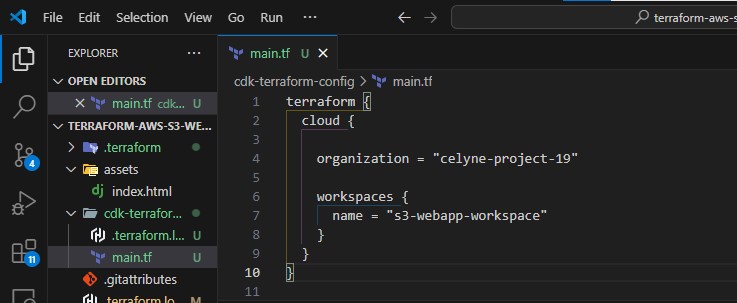 File Edit Selection View Go Run ··· terraform-aws-s
EXPLORER ···
OPEN EDITORS
main.tf cdk... U
TERRAFORM-AWS-S3-WE...
.terraform
assets
index.html
cdk-terrafor...
.terraform.l... U
main.tf U
.gitattributes
.terraform.lo... M
4
11
main.tf U
cdk-terraform-config > main.tf
1 terraform {
2 cloud {
3
4 organization = "celyne-project-19"
5
6 workspaces {
7 name = "s3-webapp-workspace"
8 }
9 }
10 }
11